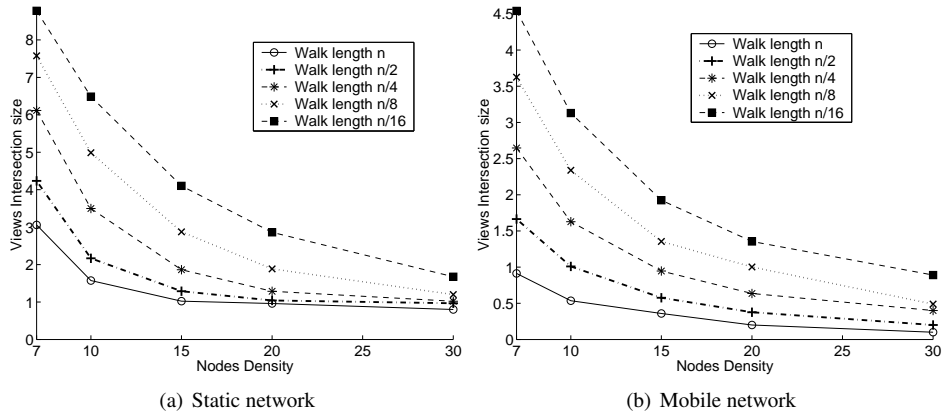 Views Intersection size
8
7
6
5
4
3
2
1
0
7
10
15
20
25
30
Nodes Density
Walk length n
Walk length n/2
Walk length n/4
Walk length n/8
Walk length n/16
(a) Static network
Views Intersection size
4.5
4
3.5
3
2.5
2
1.5
1
0.5
0
7
10
15
20
25
30
Nodes Density
Walk length n
Walk length n/2
Walk length n/4
Walk length n/8
Walk length n/16
(b) Mobile network